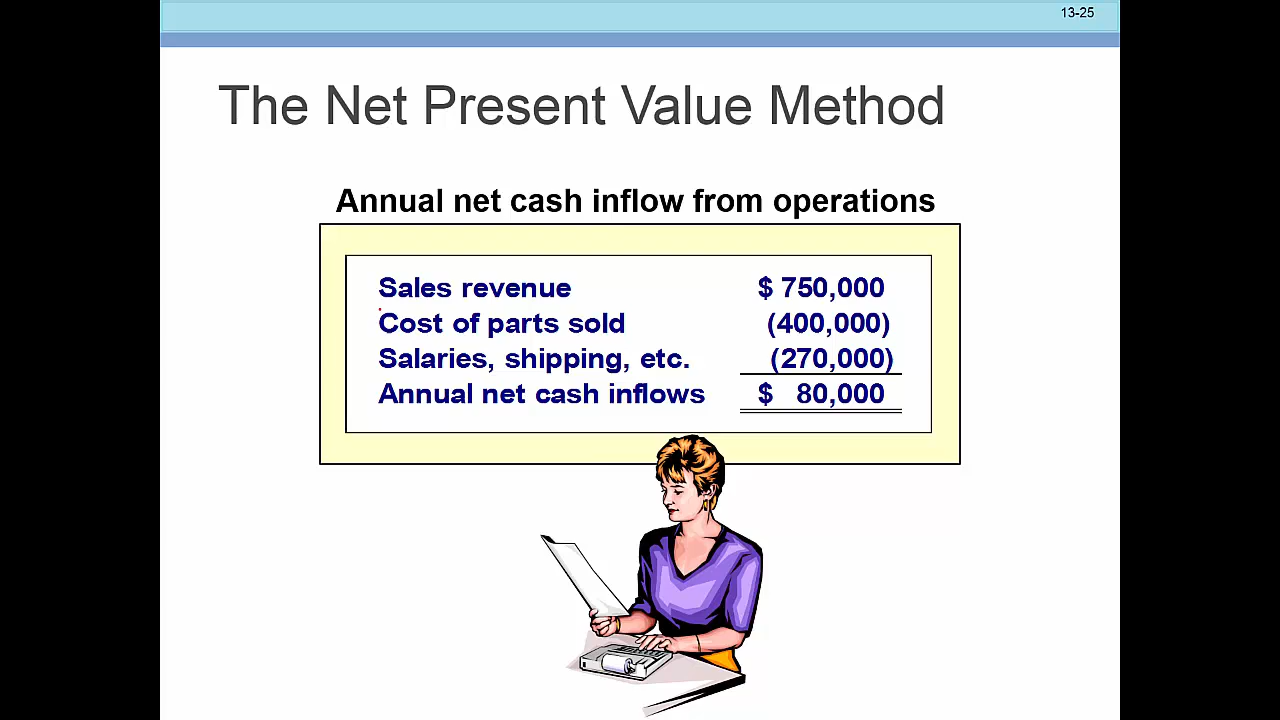 13-25
The Net Present Value Method
Annual net cash inflow from operations
Sales revenue $ 750,000
Cost of parts sold (400,000)
Salaries, shipping, etc. (270,000)
Annual net cash inflows $ 80,000